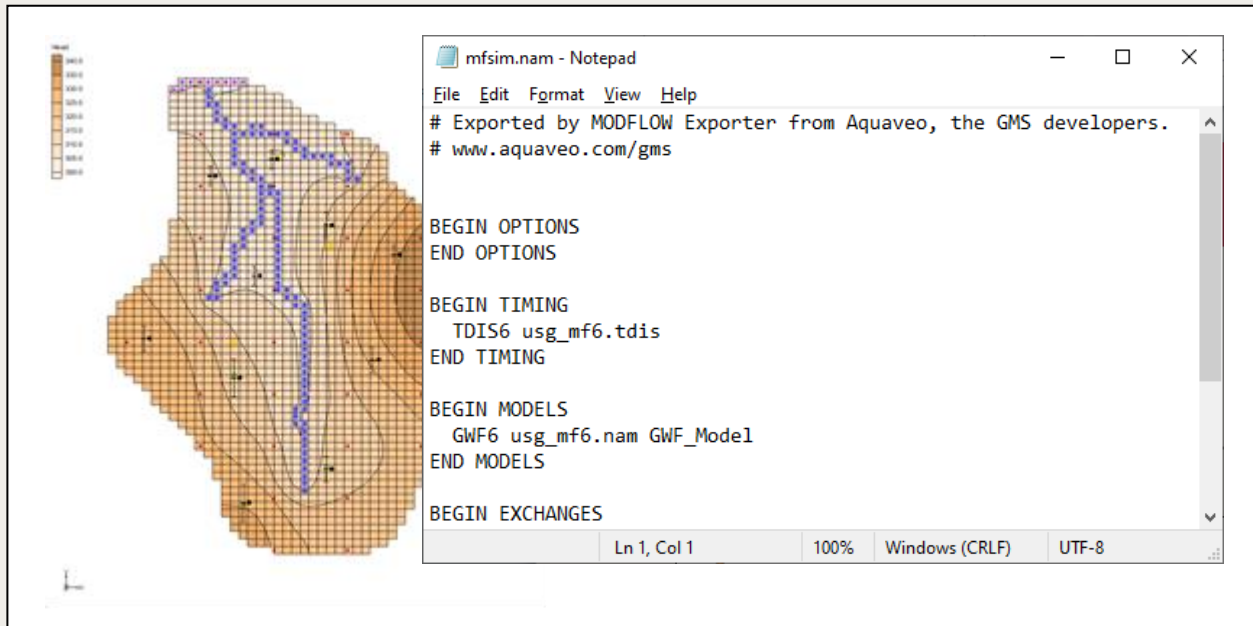 mfsim.nam - Notepad
File Edit Format View Help
# Exported by MODFLOW Exporter from Aquaveo, the GMS developers.
# www.aquaveo.com/gms
BEGIN OPTIONS
END OPTIONS
BEGIN TIMING
TDIS6 usg_mf6.tdis
END TIMING
BEGIN MODELS
GWF6 usg_mf6.nam GWF_Model
END MODELS
BEGIN EXCHANGES
Ln 1, Col 1 100% Windows (CRLF) UTF-8